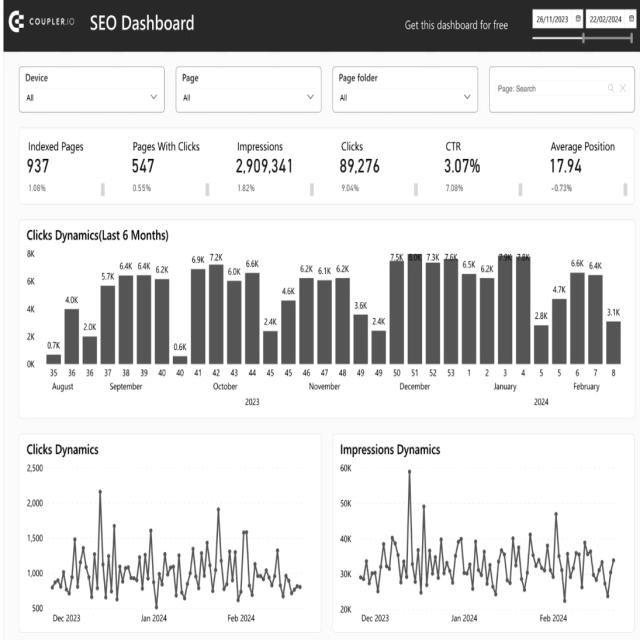 COUPLER.IO SEO Dashboard Get this dashboard for free 26/11/2023 22/02/2024
Device Page Page folder Page: Search
All All All
Indexed Pages Pages With Clicks Impressions Clicks CTR Average Position
937 547 2,909,341 89,276 3.07% 17.94
1.08% 0.55% 1.82% 9.04% 7.08% -0.73%
Clicks Dynamics(Last 6 Months)
8K
6K
4K
2K
0K
0.7K 4.0K 2.0K 5.7K 6.4K 6.4K 6.2K 0.6K 6.9K 7.2K 6.0K 6.6K 2.4K 4.6K 6.2K 6.1K 6.2K 3.6K 2.4K 7.5K 8.0K 7.3K 7.6K 6.5K 6.2K 7.9K 7.8K 2.8K 4.7K 6.6K 6.4K 3.1K
35 36 36 37 38 39 40 40 41 42 43 44 45 45 46 47 48 49 49 50 51 52 53 1 2 3 4 5 5 6 7 8
August September October November December January February
2023 2024
Clicks Dynamics
2,500
2,000
1,500
1,000
500
Dec 2023 Jan 2024 Feb 2024
Impressions Dynamics
60K
50K
40K
30K
20K
Dec 2023 Jan 2024 Feb 2024